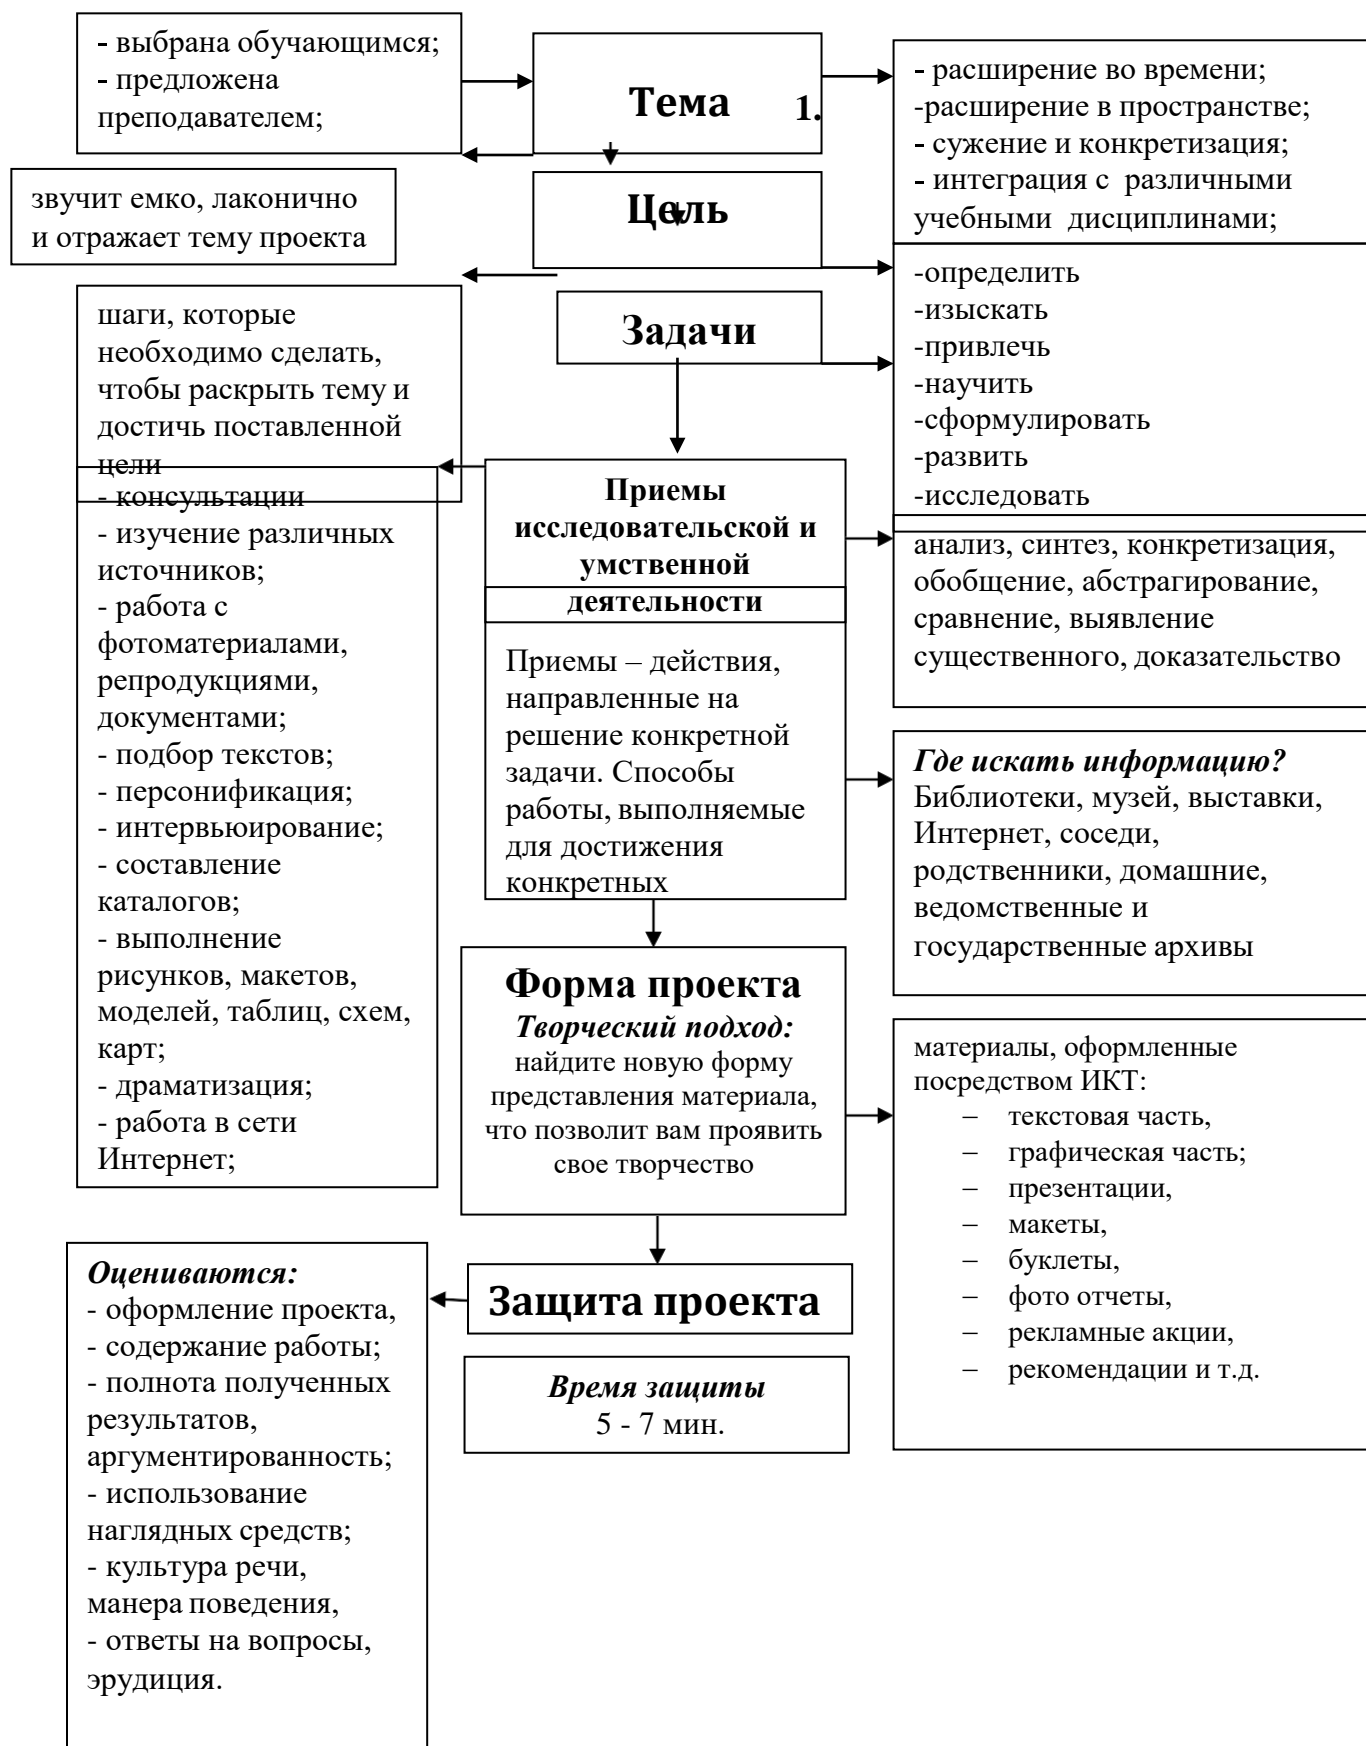 - выбрана обучающимся;
- предложена
преподавателем;
Тема 1.
- расширение во времени;
-расширение в пространстве;
- сужение и конкретизация;
- интеграция с различными
учебными дисциплинами;
звучит емко, лаконично
и отражает тему проекта
Цель
-определить
-изыскать
-привлечь
-научить
-сформулировать
-развить
-исследовать
шаги, которые
необходимо сделать,
чтобы раскрыть тему и
достичь поставленной
цели
Задачи
- консультации
- изучение различных
источников;
- работа с
фотоматериалами,
репродукциями,
документами;
- подбор текстов;
- персонификация;
- интервьюирование;
- составление
каталогов;
- выполнение
рисунков, макетов,
моделей, таблиц, схем,
карт;
- драматизация;
- работа в сети
Интернет;
Приемы
исследовательской и
умственной
деятельности
Приемы – действия,
направленные на
решение конкретной
задачи. Способы
работы, выполняемые
для достижения
конкретных
анализ, синтез, конкретизация,
обобщение, абстрагирование,
сравнение, выявление
существенного, доказательство
Где искать информацию?
Библиотеки, музей, выставки,
Интернет, соседи,
родственники, домашние,
ведомственные и
государственные архивы
Форма проекта
Творческий подход:
найдите новую форму
представления материала,
что позволит вам проявить
свое творчество
материалы, оформленные
посредством ИКТ:
– текстовая часть,
– графическая часть;
– презентации,
– макеты,
– буклеты,
– фото отчеты,
– рекламные акции,
– рекомендации и т.д.
Оцениваются:
- оформление проекта,
- содержание работы;
- полнота полученных
результатов,
аргументированность;
- использование
наглядных средств;
- культура речи,
манера поведения,
- ответы на вопросы,
эрудиция.
Защита проекта
Время защиты
5 - 7 мин.